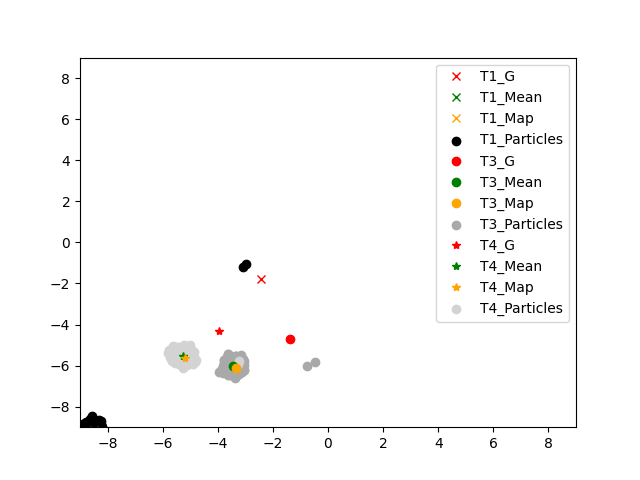 8
6
4
2
0
−2
−4
−6
−8
−8
−6
−4
−2
0
2
4
6
8
T1_G
T1_Mean
T1_Map
T1_Particles
T3_G
T3_Mean
T3_Map
T3_Particles
T4_G
T4_Mean
T4_Map
T4_Particles